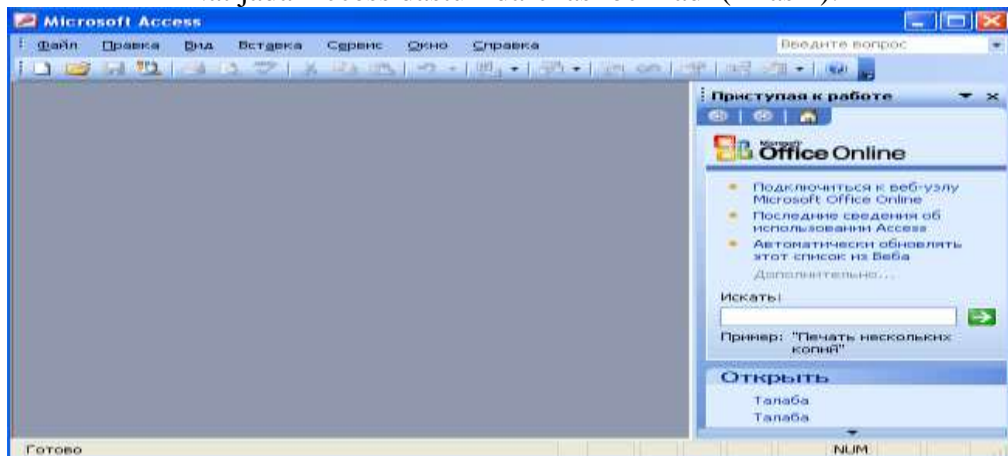 Microsoft Access
Файл Правка Вид Вставка Сервис Окно Справка Введите вопрос
Приступая к работе
Microsoft Office Online
Подключиться к веб-узлу
Microsoft Office Online
Последние сведения об
использовании Access
Автоматически обновлять
этот список из Веба
Дополнительно...
Искать:
Пример: "Печать нескольких
копий"
Открыть
Талаба
Талаба
Готово NUM